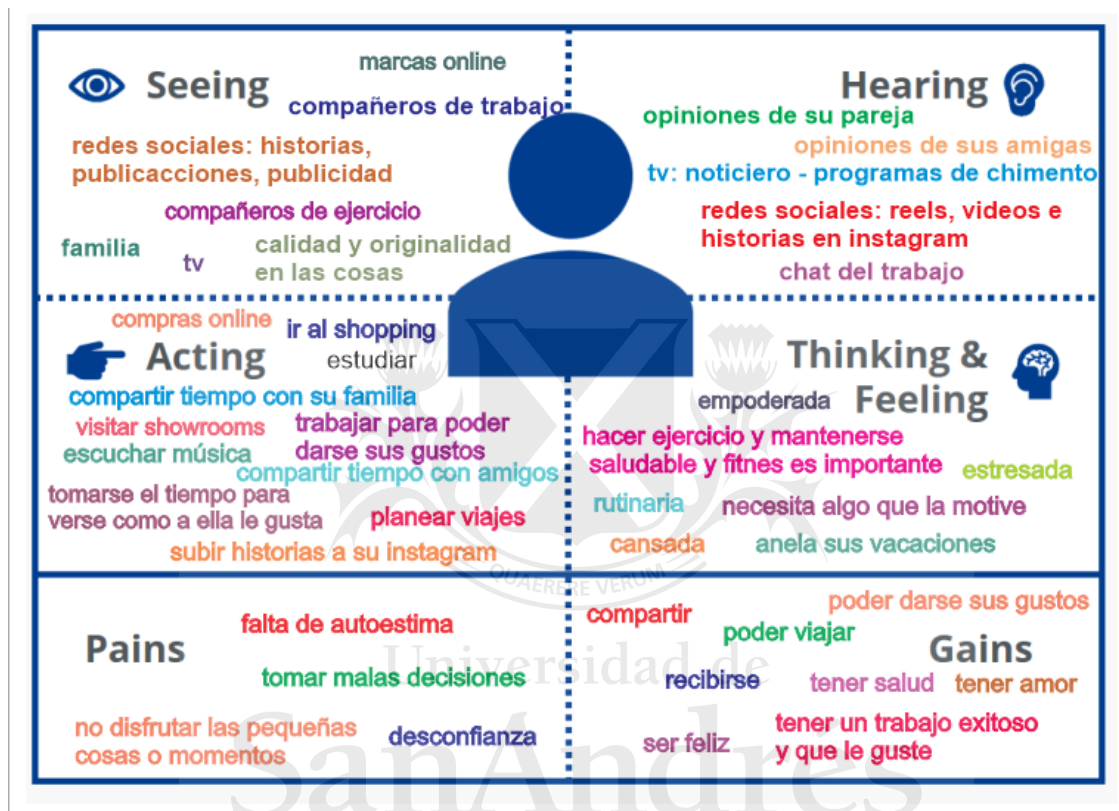 Seeing
marcas online
compañeros de trabajo
redes sociales: historias,
publicacciones, publicidad
compañeros de ejercicio
familia
tv
calidad y originalidad
en las cosas
Hearing
opiniones de su pareja
opiniones de sus amigas
tv: noticiero - programas de chimento
redes sociales: reels, videos e
historias en instagram
chat del trabajo
compras online
ir al shopping
Acting
estudiar
compartir tiempo con su familia
visitar showrooms
trabajar para poder
darse sus gustos
escuchar música
compartir tiempo con amigos
tomarse el tiempo para
verse como a ella le gusta
planear viajes
subir historias a su instagram
Thinking &
Feeling
empoderada
hacer ejercicio y mantenerse
saludable y fitnes es importante
estresada
rutinaria
necesita algo que la motive
cansada
anela sus vacaciones
QUAERERE VERUM
Pains
falta de autoestima
tomar malas decisiones
no disfrutar las pequeñas
cosas o momentos
desconfianza
Gains
compartir
poder darse sus gustos
poder viajar
recibirse
tener salud
tener amor
ser feliz
tener un trabajo exitoso
y que le guste
Universidad de
SanAndrés